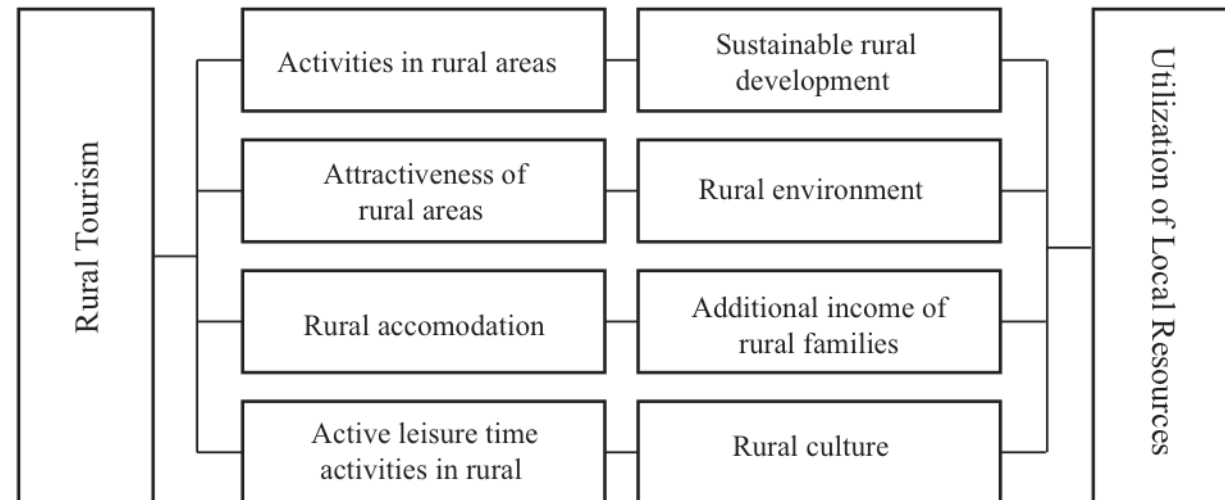 Rural Tourism
Activities in rural areas
Sustainable rural
development
Attractiveness of
rural areas
Rural environment
Rural accomodation
Additional income of
rural families
Active leisure time
activities in rural
Rural culture
Utilization of Local Resources